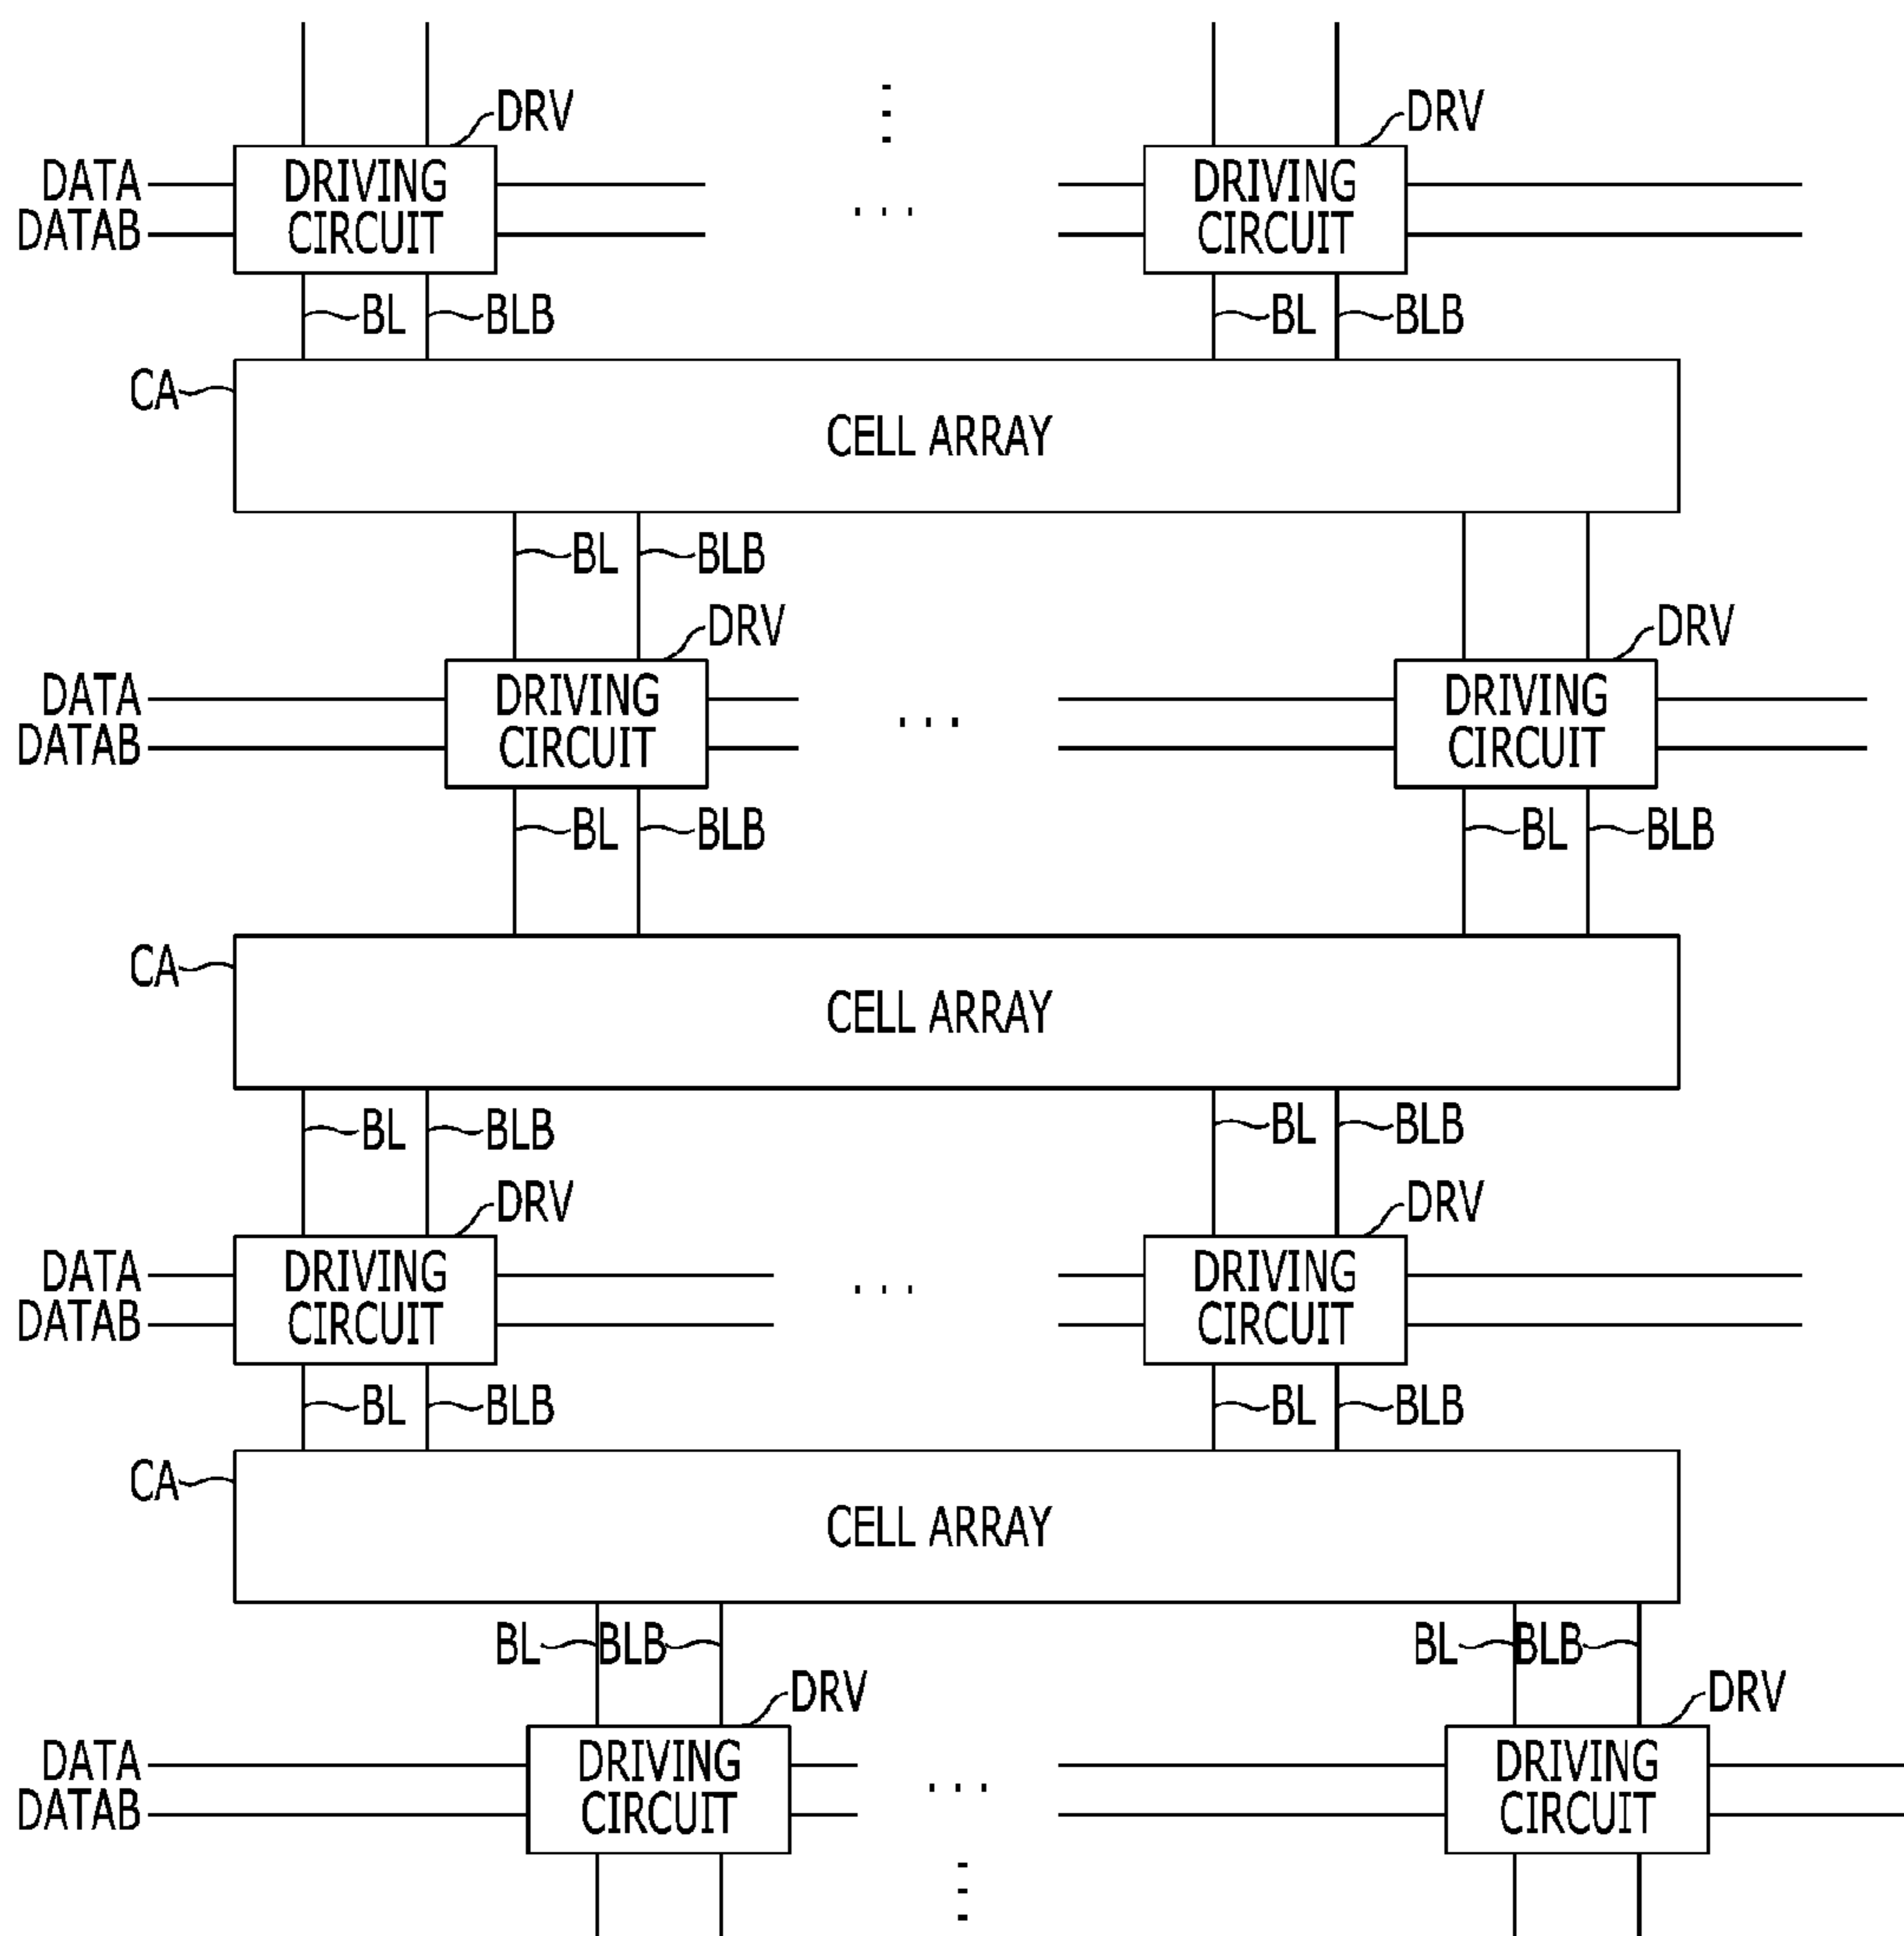 DRV DRV
DATA DRIVING DRIVING
DATAB CIRCUIT ... CIRCUIT
BL BLB BL BLB
CA
CELL ARRAY
BL BLB
DRV DRV
DATA DRIVING DRIVING
DATAB CIRCUIT ... CIRCUIT
BL BLB BL BLB
CA
CELL ARRAY
BL BLB BL BLB
DRV DRV
DATA DRIVING DRIVING
DATAB CIRCUIT ... CIRCUIT
BL BLB BL BLB
CA
CELL ARRAY
BL BLB BL BLB
DRV DRV
DATA DRIVING DRIVING
DATAB CIRCUIT ... CIRCUIT